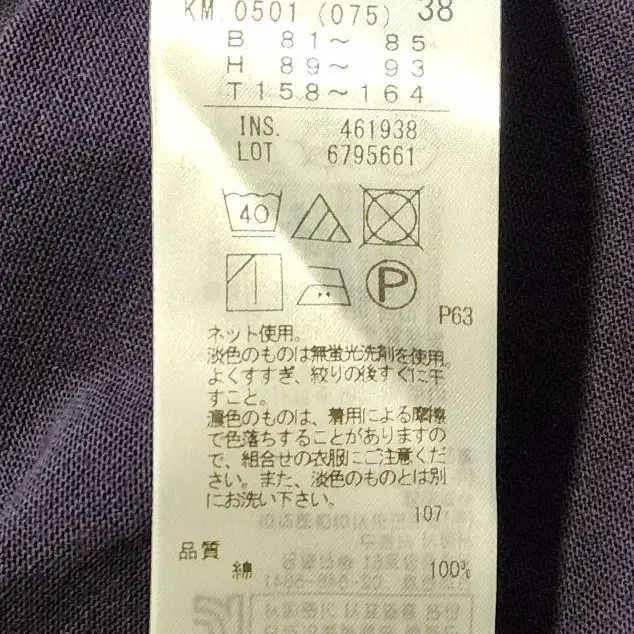 KM.0501 (075) 38
B 81～ 85
H 89～ 93
T158～164
INS. 461938
LOT 6795661
40
P
P63
ネット使用。
淡色のものは無蛍光洗剤を使用。
よくすすぎ、絞りの後すぐに干
すこと。
濃色のものは、着用による摩擦
で色落ちすることがありますの
で、組合せの衣服にご注意くだ
さい。また、淡色のものとは別
にお洗い下さい。
107
品質
綿 100%